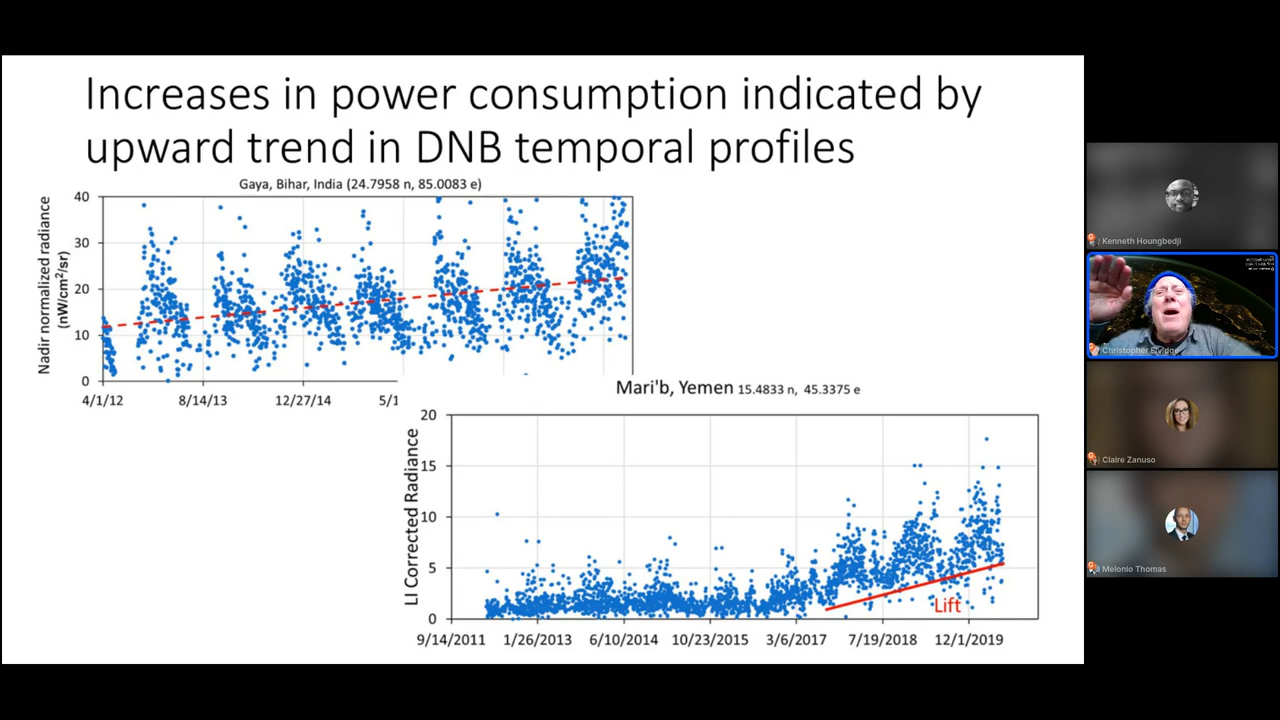 Increases in power consumption indicated by
upward trend in DNB temporal profiles
Gaya, Bihar, India (24.7958 n, 85.0083 e)
Nadir normalized radiance
(nW/cm²/sr)
40
30
20
10
0
4/1/12
8/14/13
12/27/14
5/1
Mari'b, Yemen 15.4833 n, 45.3375 e
LI Corrected Radiance
20
15
10
5
0
Lift
9/14/2011
1/26/2013
6/10/2014
10/23/2015
3/6/2017
7/19/2018
12/1/2019
Kenneth Houngbedji
Christopher Elvidge
Claire Zanuso
Melonio Thomas